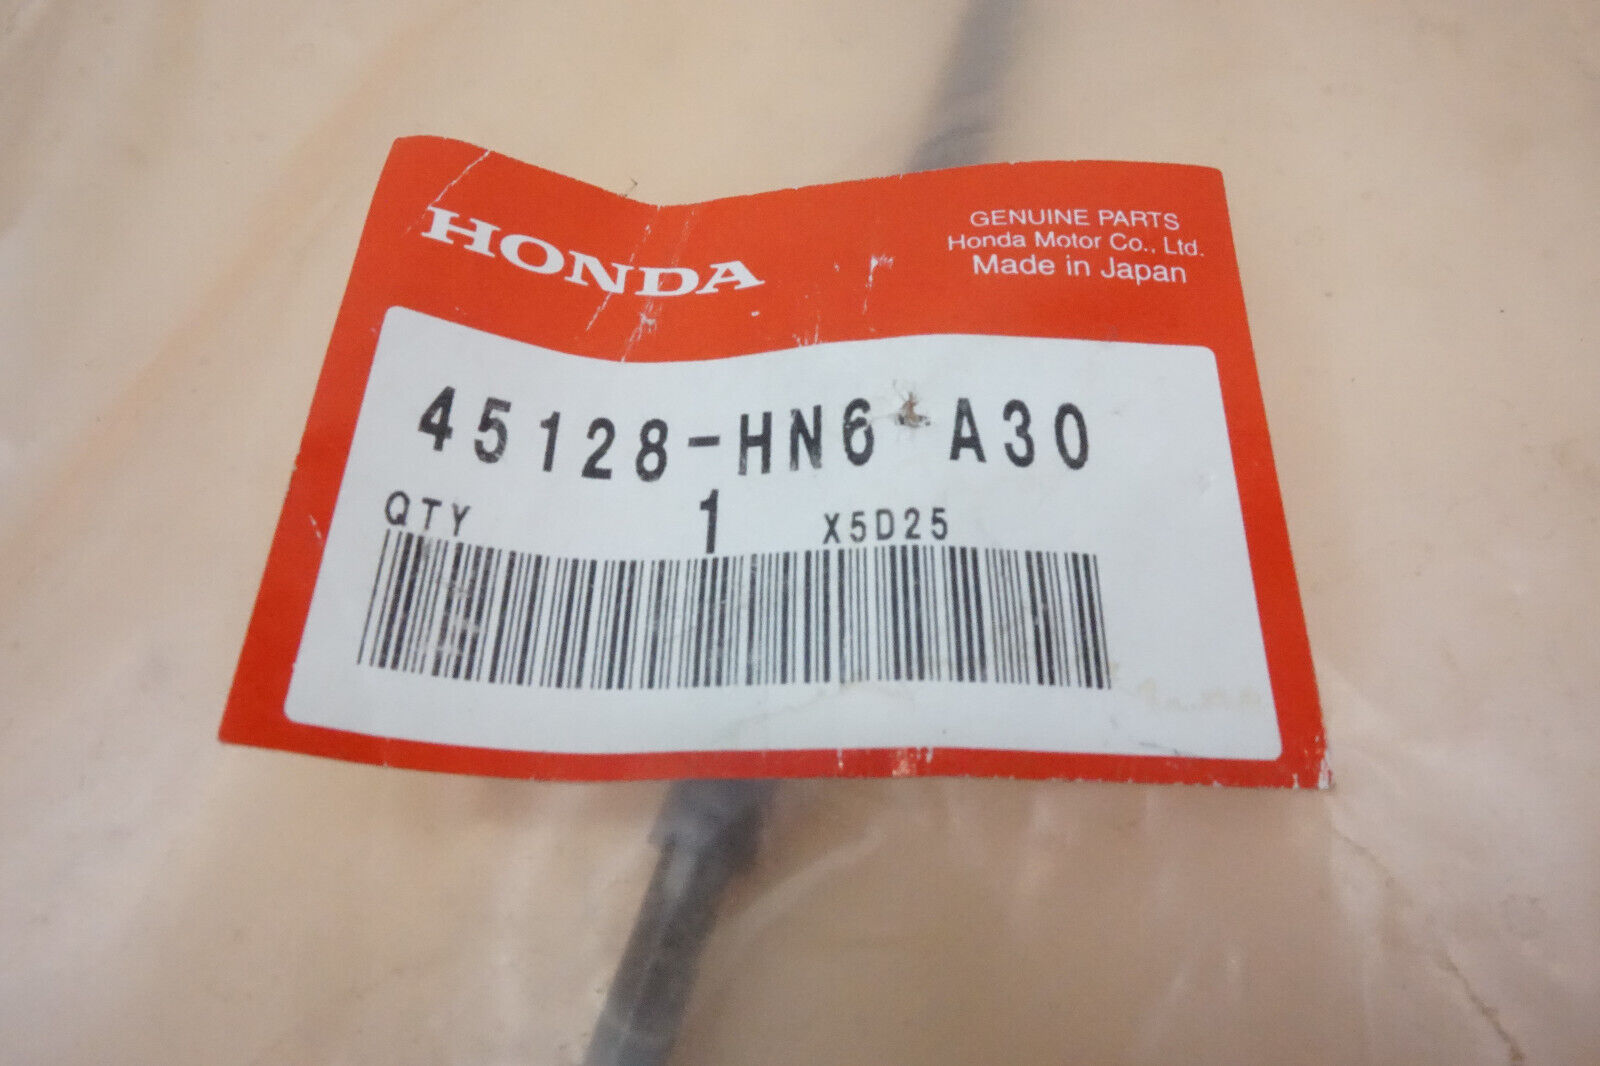 HONDA
GENUINE PARTS
Honda Motor Co., Ltd.
Made in Japan
45128-HN6 A30
QTY 1 X5D25